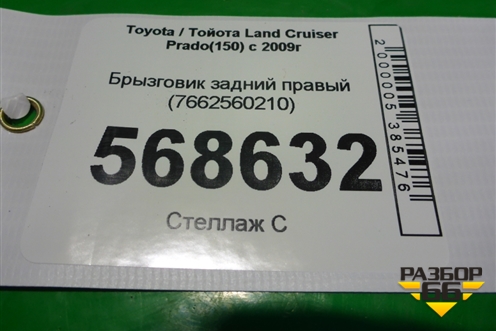 Toyota / Тойота Land Cruiser
Prado(150) с 2009г
Брызговик задний правый
(7662560210)
568632
Стеллаж С
2000005385476
РАЗБОР
66